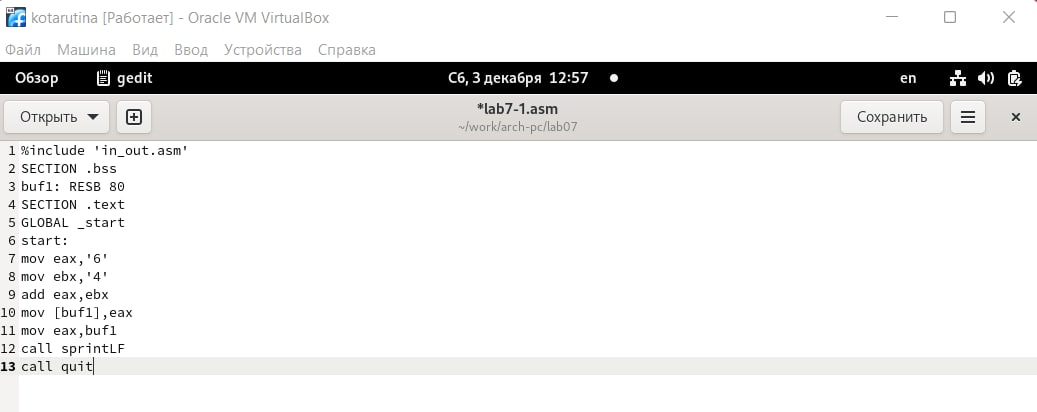 kotarutina [Работает] - Oracle VM VirtualBox
Файл Машина Вид Ввод Устройства Справка
Обзор gedit Сб, 3 декабря 12:57 en
Открыть *lab7-1.asm Сохранить
~/work/arch-pc/lab07
1 %include 'in_out.asm'
2 SECTION .bss
3 buf1: RESB 80
4 SECTION .text
5 GLOBAL _start
6 start:
7 mov eax,'6'
8 mov ebx,'4'
9 add eax,ebx
10 mov [buf1],eax
11 mov eax,buf1
12 call sprintLF
13 call quit